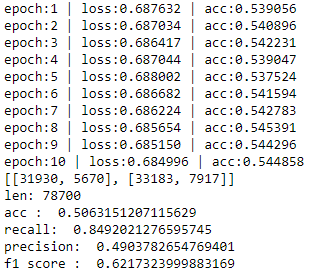 epoch:1 | loss:0.687632 | acc:0.539056
epoch:2 | loss:0.687034 | acc:0.540896
epoch:3 | loss:0.686417 | acc:0.542231
epoch:4 | loss:0.687044 | acc:0.539047
epoch:5 | loss:0.688002 | acc:0.537524
epoch:6 | loss:0.686682 | acc:0.541594
epoch:7 | loss:0.686224 | acc:0.542783
epoch:8 | loss:0.685654 | acc:0.545391
epoch:9 | loss:0.685150 | acc:0.544296
epoch:10 | loss:0.684996 | acc:0.544858
[[31930, 5670], [33183, 7917]]
len: 78700
acc :  0.5063151207115629
recall:  0.8492021276595745
precision:  0.4903782654769401
f1 score :  0.6217323999883169